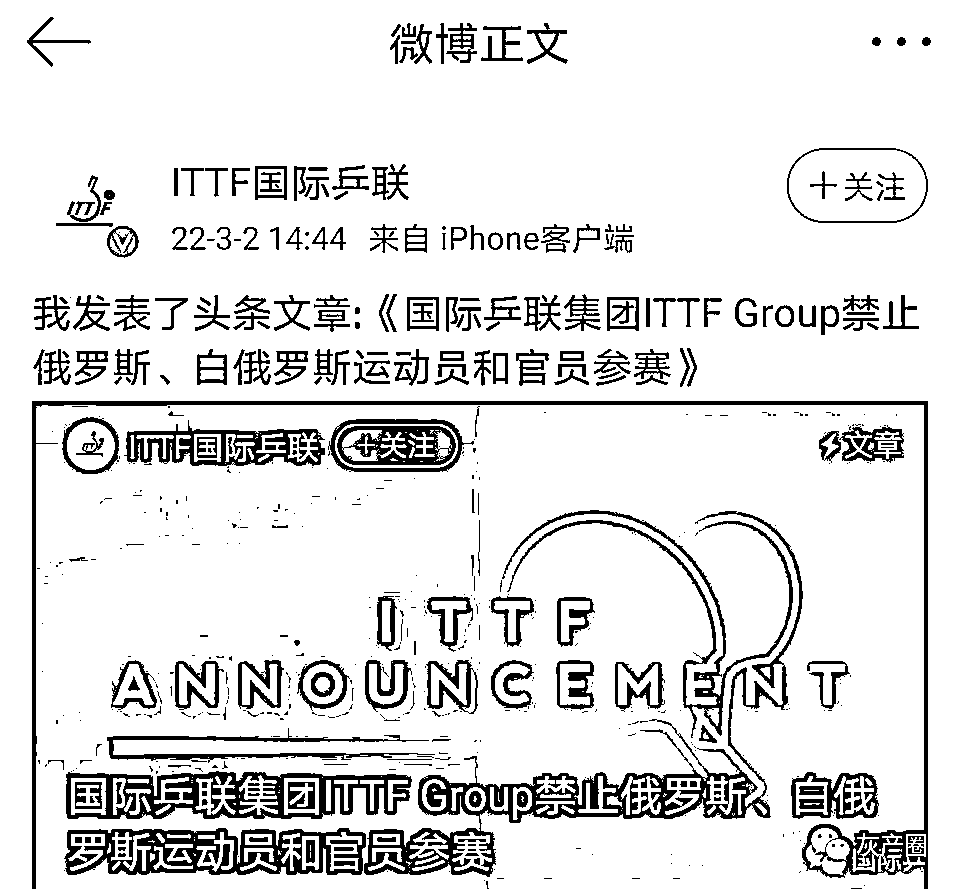 微博正文
ITTF国际乒联
+关注
ITTF
22-3-2 14:44 来自 iPhone客户端
我发表了头条文章:《国际乒联集团ITTF Group禁止
俄罗斯、白俄罗斯运动员和官员参赛》
ITTF国际乒联
+关注
文章
ITTF
ANNOUNCEMENT
国际乒联集团ITTF Group禁止俄罗斯、白俄
罗斯运动员和官员参赛
灰产圈